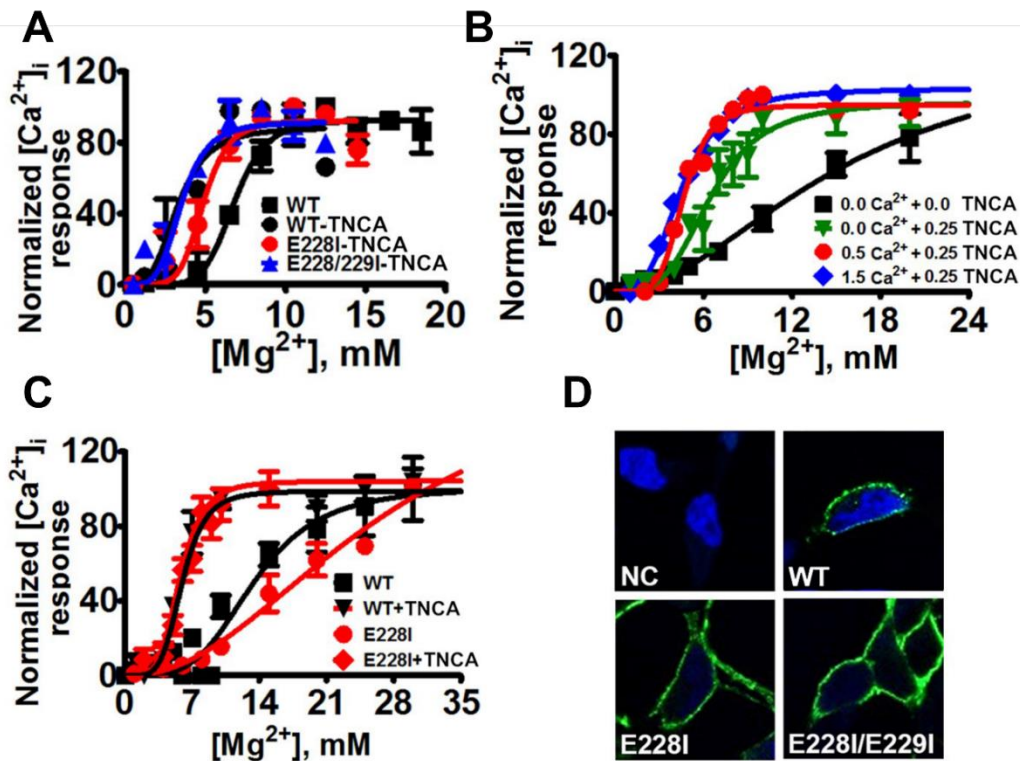 A
Normalized [Ca²⁺]ᵢ
response
120
80
40
0
WT
WT-TNCA
E228I-TNCA
E228/229I-TNCA
0 5 10 15 20
[Mg²⁺], mM
B
Normalized [Ca²⁺]ᵢ
response
120
80
40
0
0.0 Ca²⁺ + 0.0 TNCA
0.0 Ca²⁺ + 0.25 TNCA
0.5 Ca²⁺ + 0.25 TNCA
1.5 Ca²⁺ + 0.25 TNCA
0 6 12 18 24
[Mg²⁺], mM
C
Normalized [Ca²⁺]ᵢ
response
120
80
40
0
WT
WT+TNCA
E228I
E228I+TNCA
0 7 14 21 28 35
[Mg²⁺], mM
D
NC
WT
E228I
E228I/E229I